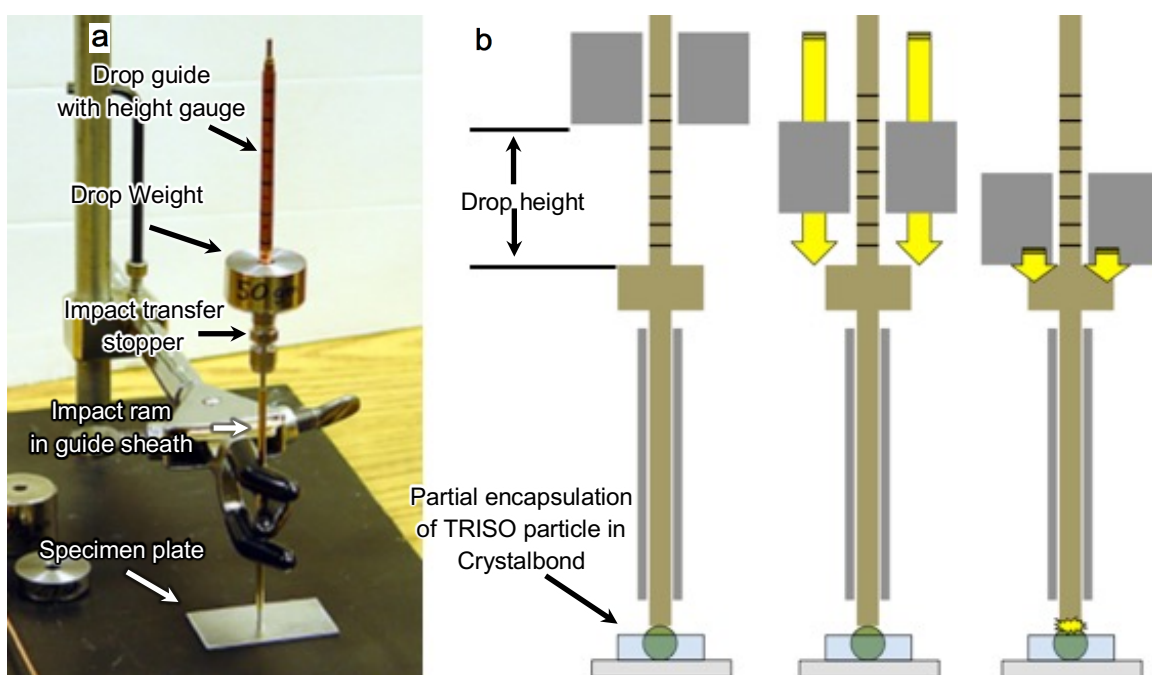 a
Drop guide
with height gauge
Drop Weight
50 gm
Impact transfer
stopper
Impact ram
in guide sheath
Specimen plate
b
Drop height
Partial encapsulation
of TRISO particle in
Crystalbond